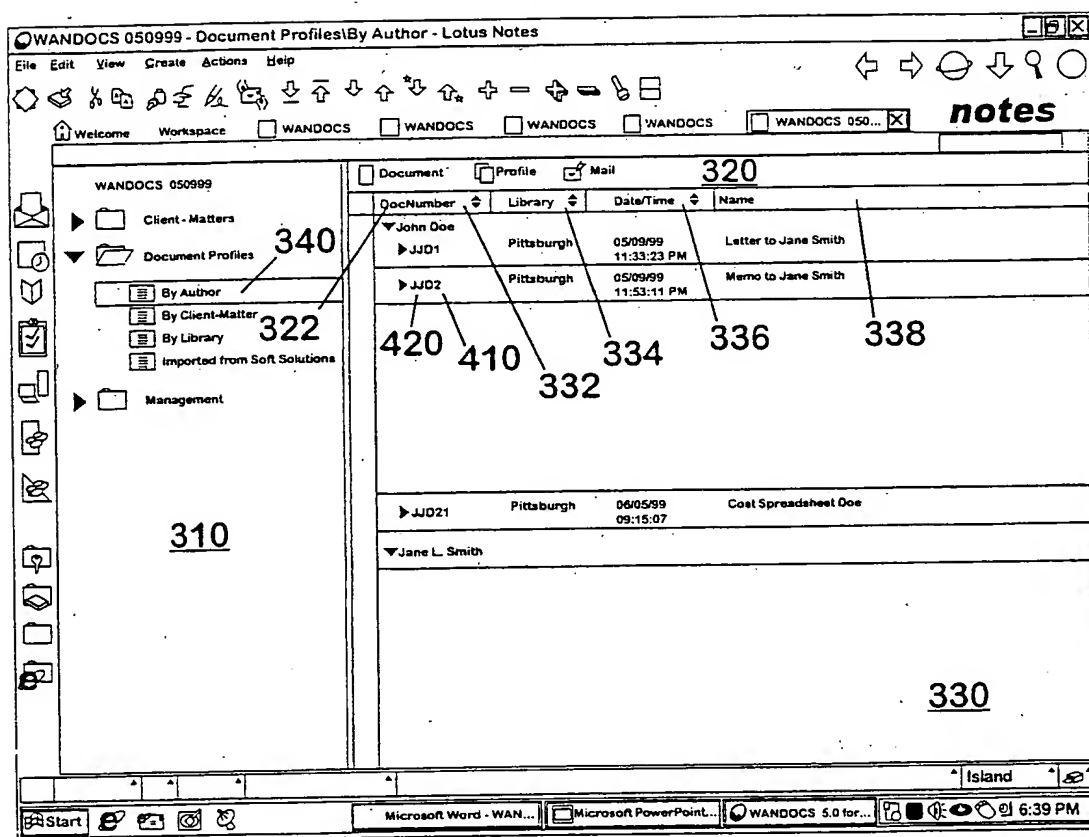 WANDOCS 050999 - Document Profiles\By Author - Lotus Notes
File Edit View Create Actions Help
notes
Welcome Workspace WANDOCS WANDOCS WANDOCS WANDOCS WANDOCS 050...
WANDOCS 050999
Client - Matters
Document Profiles
340
By Author
By Client-Matter
By Library
Imported from Soft Solutions
Management
310
Document Profile Mail 320
DocNumber Library Date/Time Name
John Doe
JJD1 Pittsburgh 05/09/99 Letter to Jane Smith
11:33:23 PM
JJD2 Pittsburgh 05/09/99 Memo to Jane Smith
11:53:11 PM
322 420 410 332 334 336 338
JJD21 Pittsburgh 06/05/99 Cost Spreadsheet Doe
09:15:07
Jane L. Smith
330
Island
Start Microsoft Word - WAN... Microsoft PowerPoint... WANDOCS 5.0 for... 6:39 PM